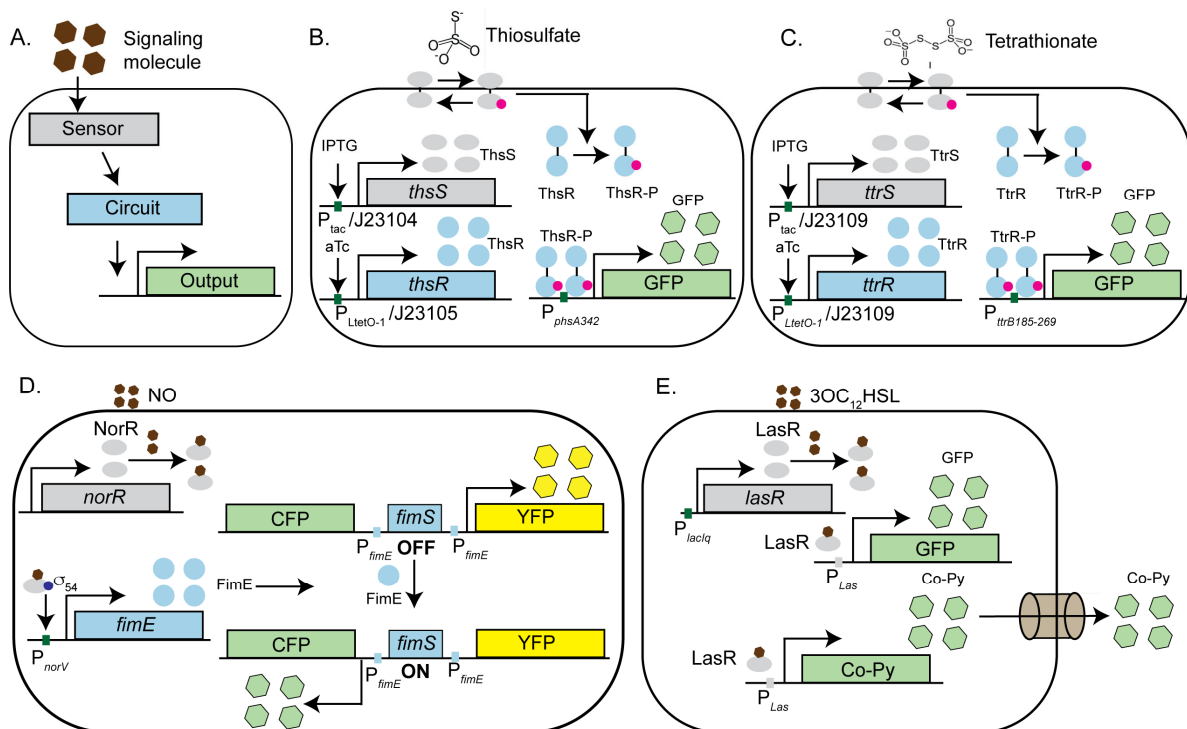 A.
Signaling
molecule
Sensor
Circuit
Output
B.
S-
S
O
O
-O
Thiosulfate
IPTG
ThsS
thsS
Ptac/J23104
aTc
ThsR
thsR
PLtetO-1/J23105
ThsR
ThsR-P
GFP
ThsR-P
GFP
PphsA342
C.
Tetrathionate
IPTG
TtrS
ttrS
Ptac/J23109
aTc
TtrR
ttrR
PLtetO-1/J23109
TtrR
TtrR-P
GFP
TtrR-P
GFP
PttrB185-269
D.
NO
NorR
norR
σ54
fimE
PnorV
CFP
fimS
YFP
PfimE
OFF
PfimE
FimE
FimE
CFP
fimS
YFP
PfimE
ON
PfimE
E.
3OC12HSL
LasR
lasR
PlacIq
GFP
LasR
GFP
PLas
Co-Py
Co-Py
LasR
Co-Py
PLas